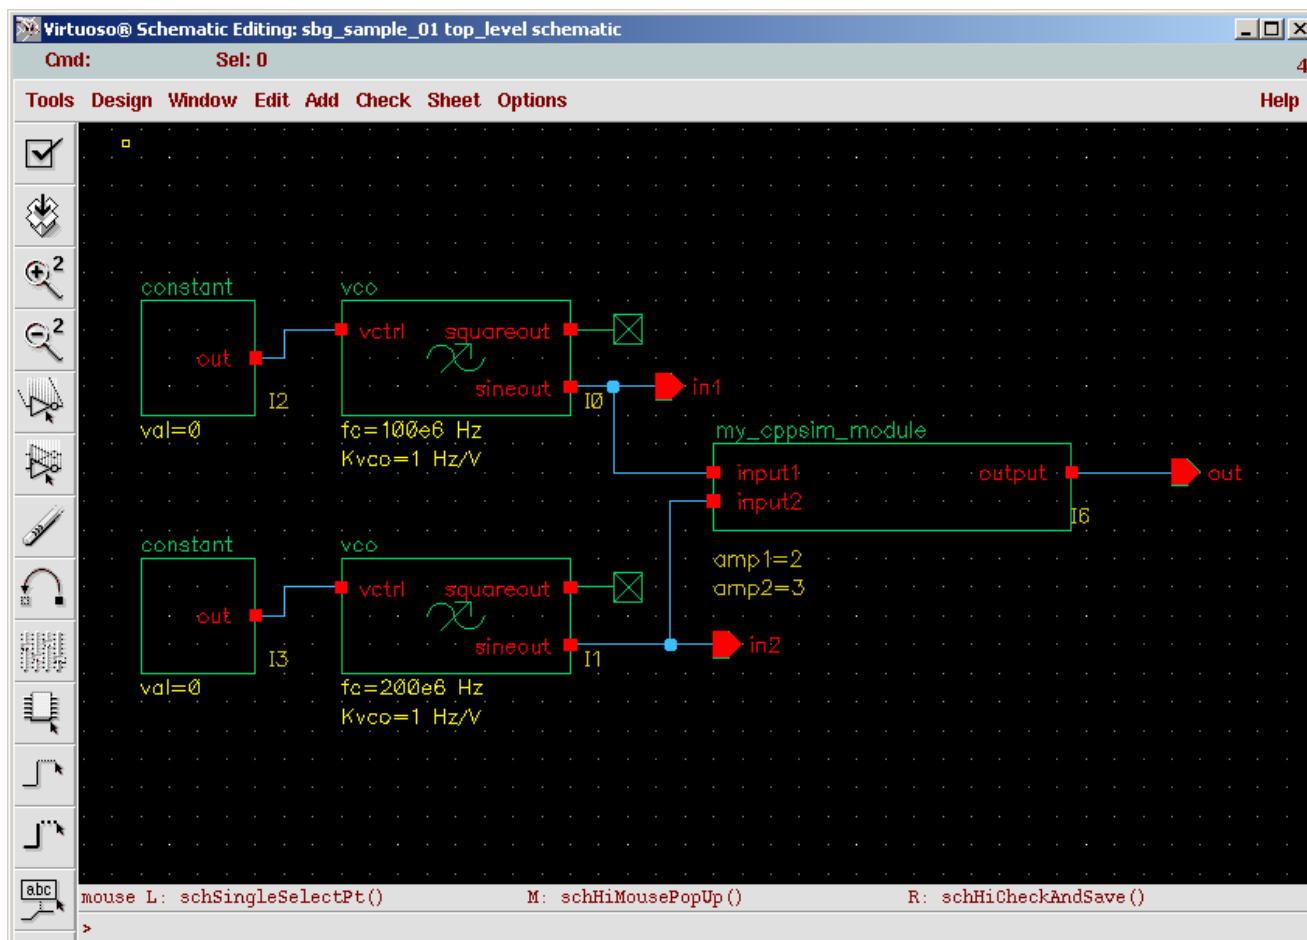 Virtuoso® Schematic Editing: sbg_sample_01 top_level schematic
Cmd: Sel: 0 4
Tools Design Window Edit Add Check Sheet Options Help
2
2
abc
constant
out
I2
val=0
vco
vctrl
squareout
sineout
I0
fc=100e6 Hz
Kvco=1 Hz/V
in1
my_cppsim_module
input1
input2
output
I6
out
amp1=2
amp2=3
constant
out
I3
val=0
vco
vctrl
squareout
sineout
I1
fc=200e6 Hz
Kvco=1 Hz/V
in2
mouse L: schSingleSelectPt() M: schHiMousePopUp() R: schHiCheckAndSave()
>